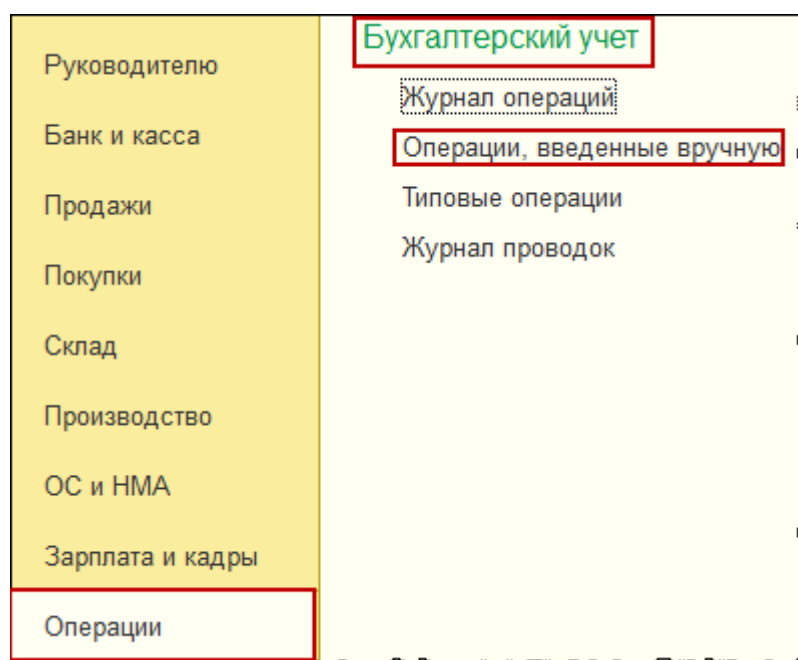 Руководителю
Банк и касса
Продажи
Покупки
Склад
Производство
ОС и НМА
Зарплата и кадры
Операции
Бухгалтерский учет
Журнал операций
Операции, введенные вручную
Типовые операции
Журнал проводок